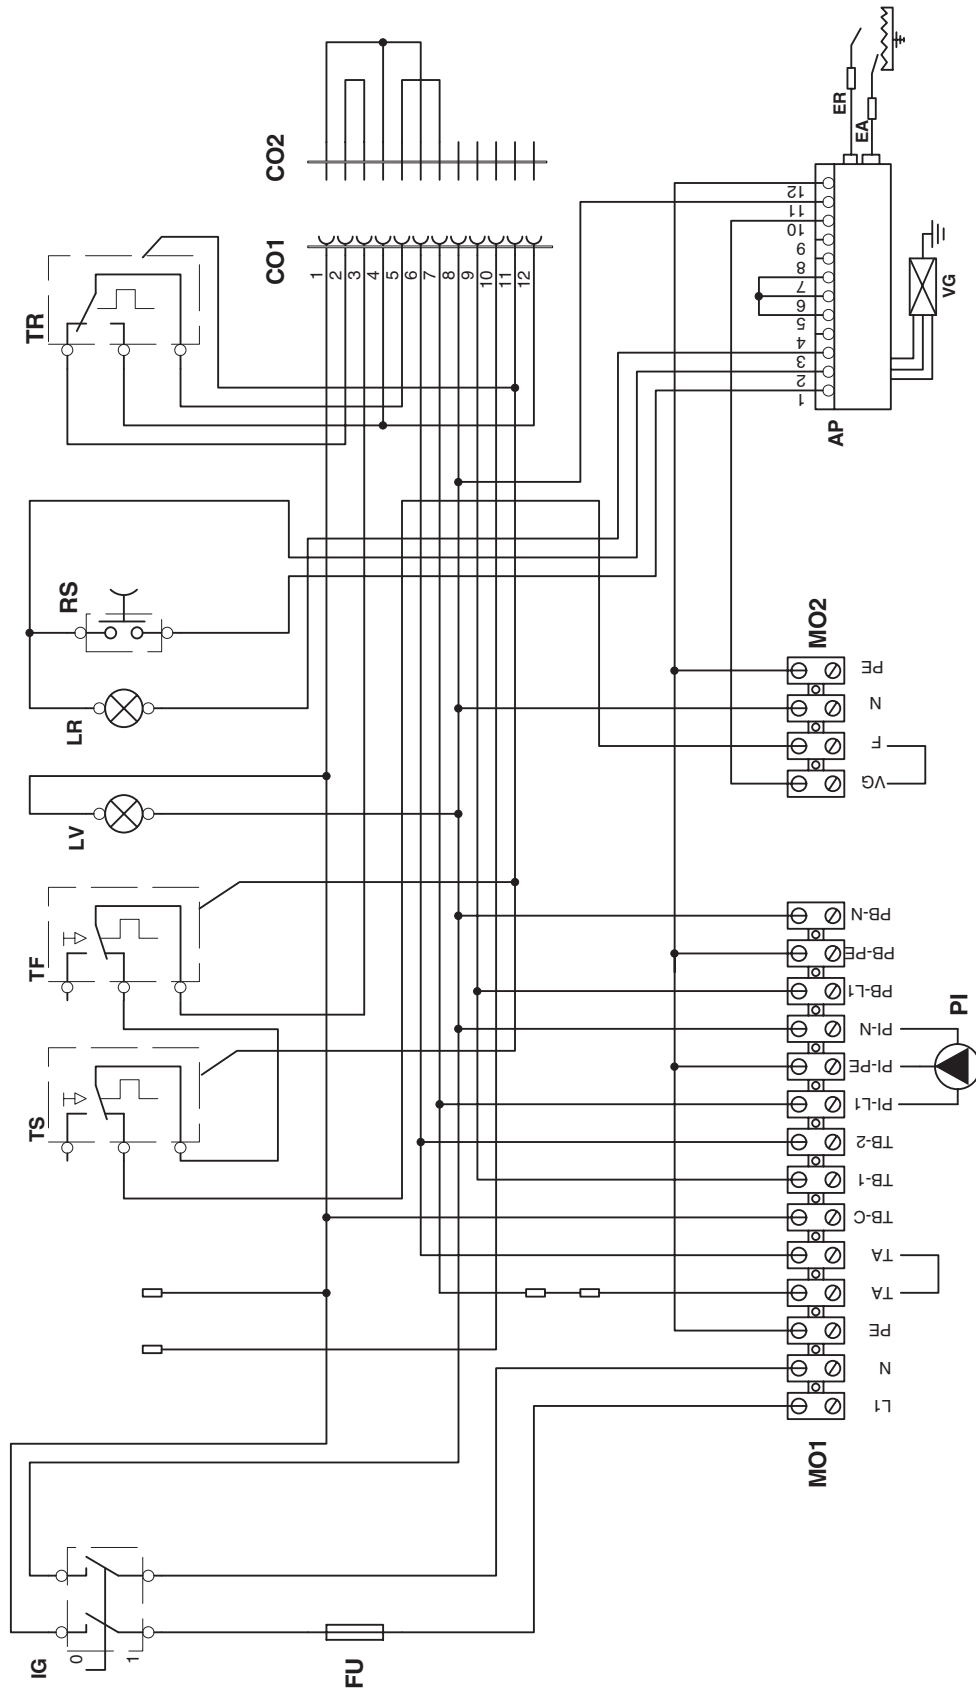 CO2
CO1
1
2
3
4
5
6
7
8
9
10
11
12
TR
RS
LR
LV
TF
TS
IG
0
1
FU
ER
EA
AP
12
11
10
9
8
7
6
5
4
3
2
1
VG
MO2
PE
N
F
VG
PB-N
PB-PE
PB-L1
PI-N
PI-PE
PI-L1
TB-2
TB-1
TB-C
TA
TA
PE
N
L1
MO1
PI